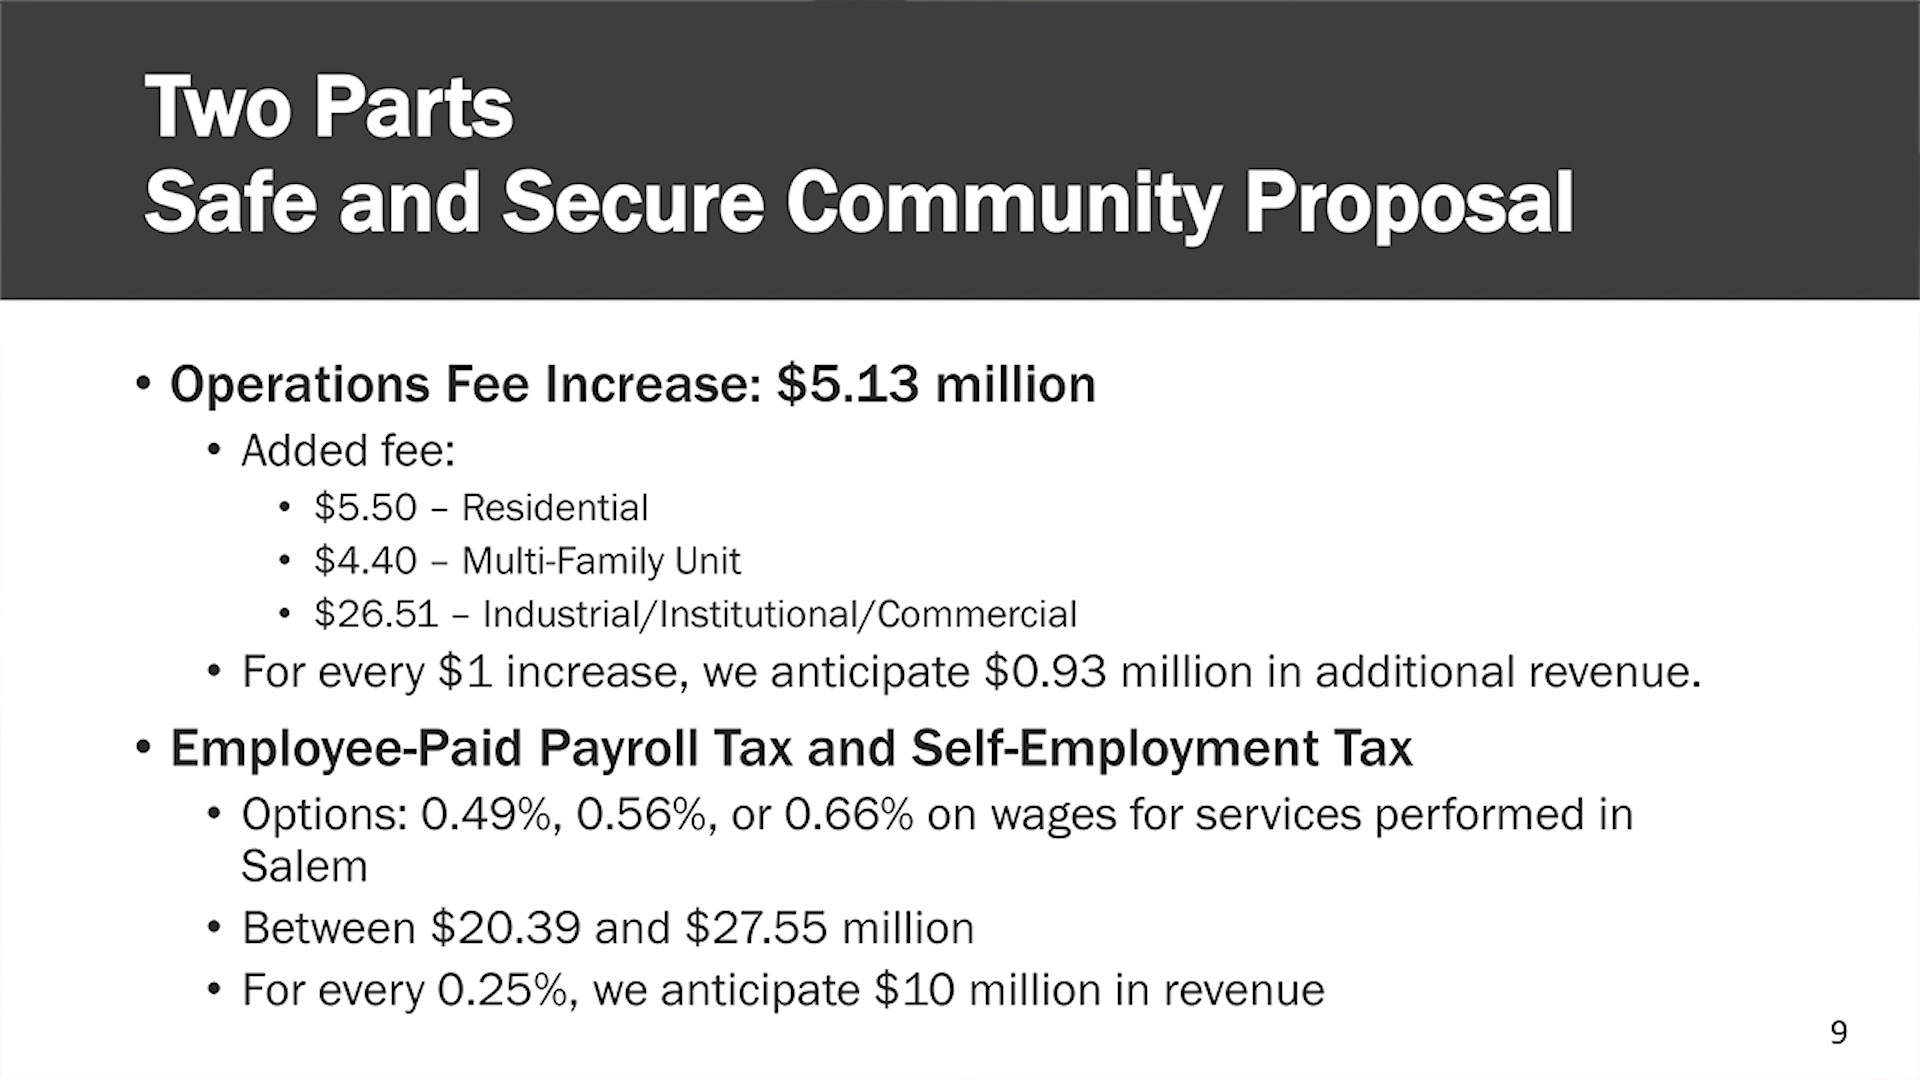 Two Parts
Safe and Secure Community Proposal
• Operations Fee Increase: $5.13 million
• Added fee:
• $5.50 – Residential
• $4.40 – Multi-Family Unit
• $26.51 – Industrial/Institutional/Commercial
• For every $1 increase, we anticipate $0.93 million in additional revenue.
• Employee-Paid Payroll Tax and Self-Employment Tax
• Options: 0.49%, 0.56%, or 0.66% on wages for services performed in
Salem
• Between $20.39 and $27.55 million
• For every 0.25%, we anticipate $10 million in revenue
9